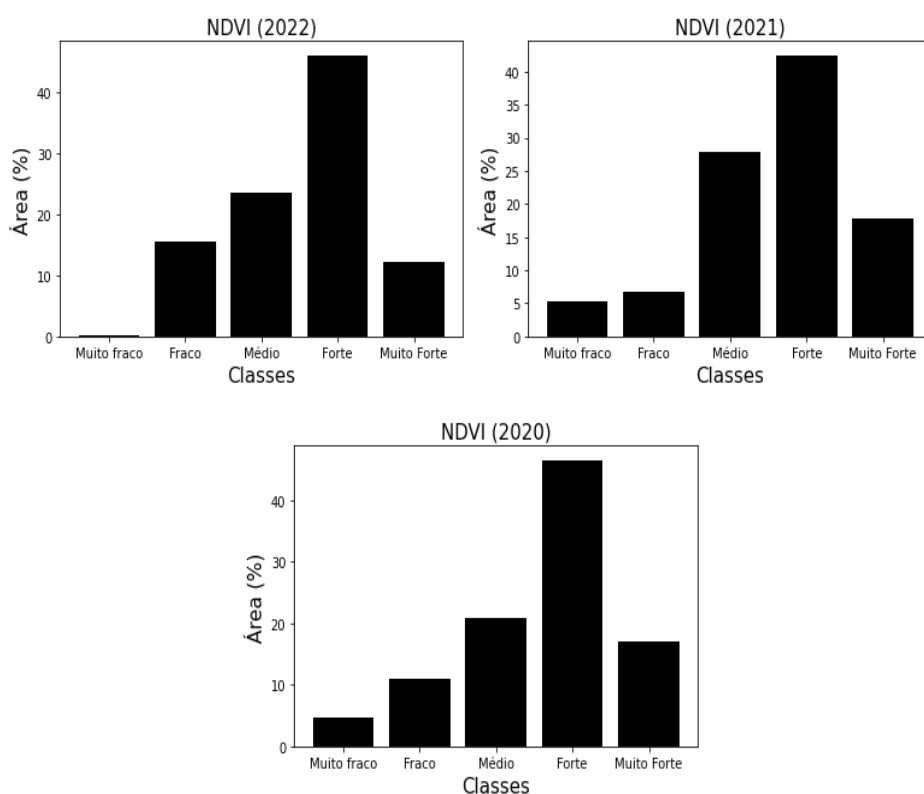 NDVI (2022)
Área (%)
40
30
20
10
0
Muito fraco Fraco Médio Forte Muito Forte
Classes
NDVI (2021)
Área (%)
40
35
30
25
20
15
10
5
0
Muito fraco Fraco Médio Forte Muito Forte
Classes
NDVI (2020)
Área (%)
40
30
20
10
0
Muito fraco Fraco Médio Forte Muito Forte
Classes